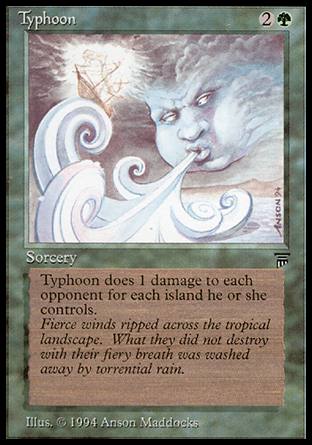 Typhoon 2
ANSON 94
Sorcery
Typhoon does 1 damage to each
opponent for each island he or she
controls.
Fierce winds ripped across the tropical
landscape. What they did not destroy
with their fiery breath was washed
away by torrential rain.
Illus. © 1994 Anson Maddocks